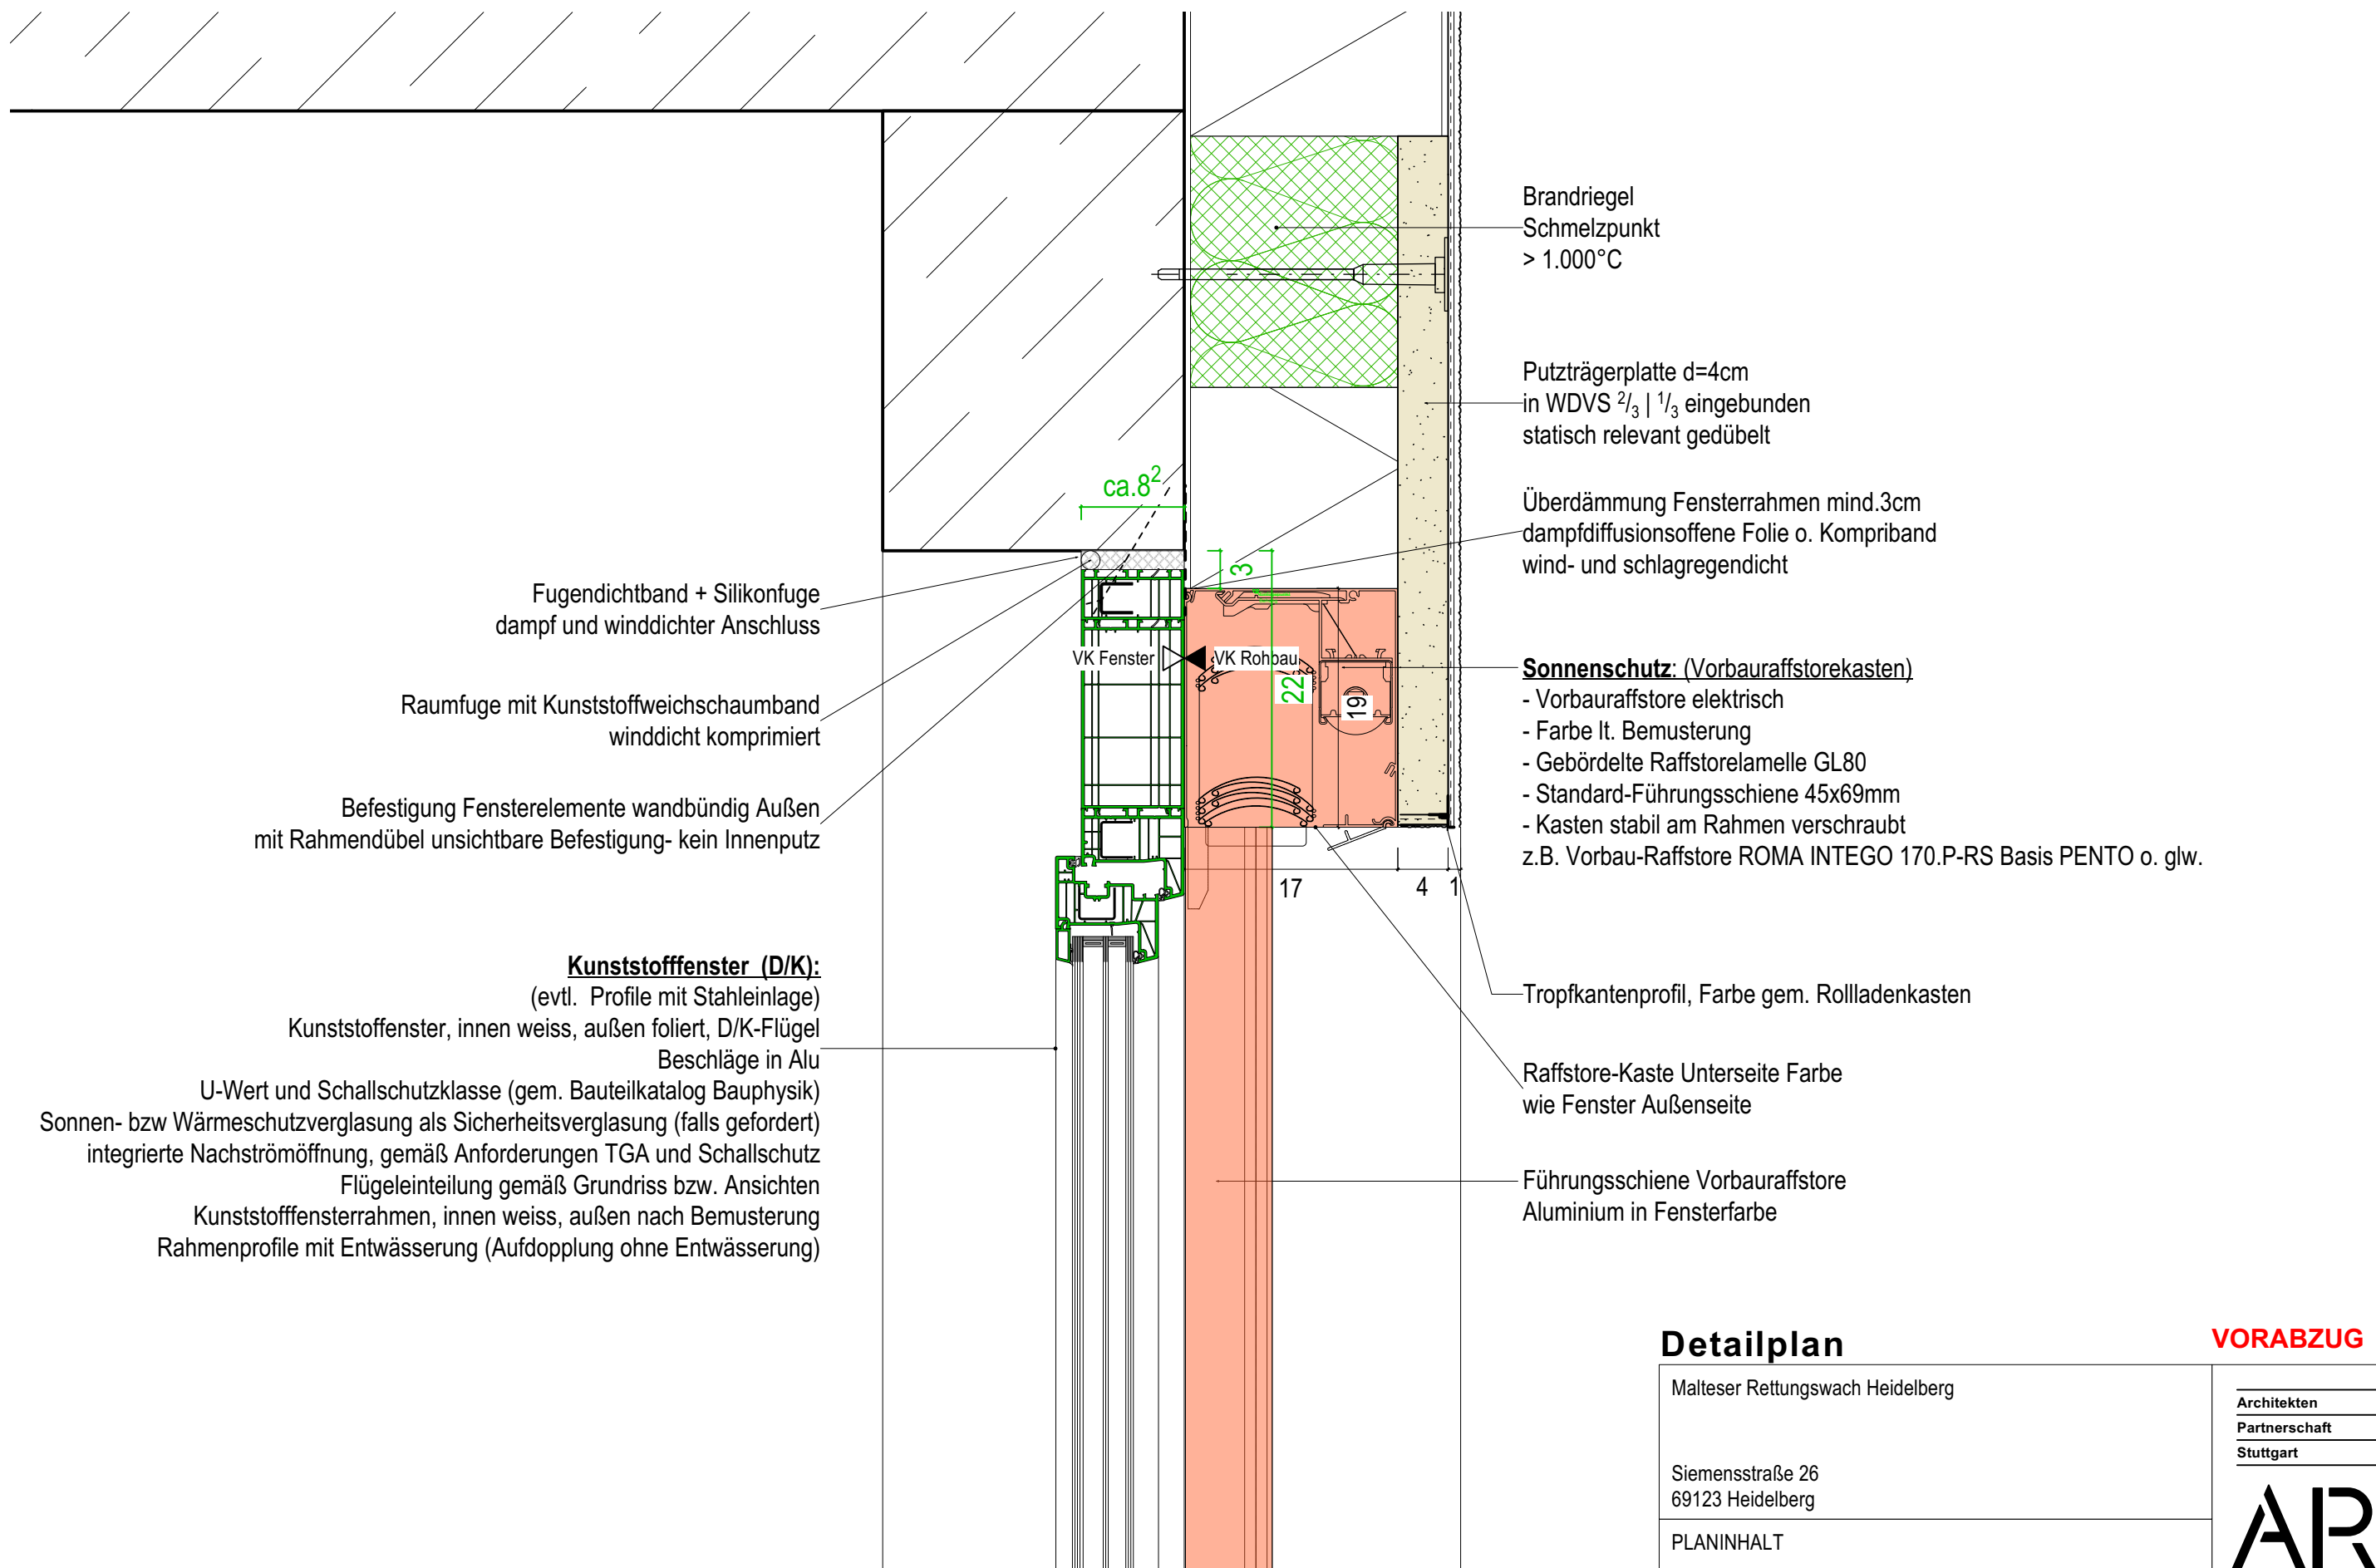 Brandriegel
Schmelzpunkt
> 1.000°C
Putzträgerplatte d=4cm
in WDVS 2/3 | 1/3 eingebunden
statisch relevant gedübelt
ca.8²
Überdämmung Fensterrahmen mind.3cm
dampfdiffusionsoffene Folie o. Kompriband
wind- und schlagregendicht
3
Fugendichtband + Silikonfuge
dampf und winddichter Anschluss
VK Fenster
VK Rohbau
22
19
Sonnenschutz: (Vorbauraffstorekasten)
- Vorbauraffstore elektrisch
- Farbe lt. Bemusterung
- Gebördelte Raffstorelamelle GL80
- Standard-Führungsschiene 45x69mm
- Kasten stabil am Rahmen verschraubt
z.B. Vorbau-Raffstore ROMA INTEGO 170.P-RS Basis PENTO o. glw.
Raumfuge mit Kunststoffweichschaumband
winddicht komprimiert
Befestigung Fensterelemente wandbündig Außen
mit Rahmendübel unsichtbare Befestigung- kein Innenputz
17
4
1
Kunststofffenster (D/K):
(evtl. Profile mit Stahleinlage)
Kunststoffenster, innen weiss, außen foliert, D/K-Flügel
Beschläge in Alu
U-Wert und Schallschutzklasse (gem. Bauteilkatalog Bauphysik)
Sonnen- bzw Wärmeschutzverglasung als Sicherheitsverglasung (falls gefordert)
integrierte Nachströmöffnung, gemäß Anforderungen TGA und Schallschutz
Flügeleinteilung gemäß Grundriss bzw. Ansichten
Kunststofffensterrahmen, innen weiss, außen nach Bemusterung
Rahmenprofile mit Entwässerung (Aufdopplung ohne Entwässerung)
Tropfkantenprofil, Farbe gem. Rollladenkasten
Raffstore-Kaste Unterseite Farbe
wie Fenster Außenseite
Führungsschiene Vorbauraffstore
Aluminium in Fensterfarbe
Detailplan
VORABZUG
Malteser Rettungswach Heidelberg
Siemensstraße 26
69123 Heidelberg
PLANINHALT
Architekten
Partnerschaft
Stuttgart
AR